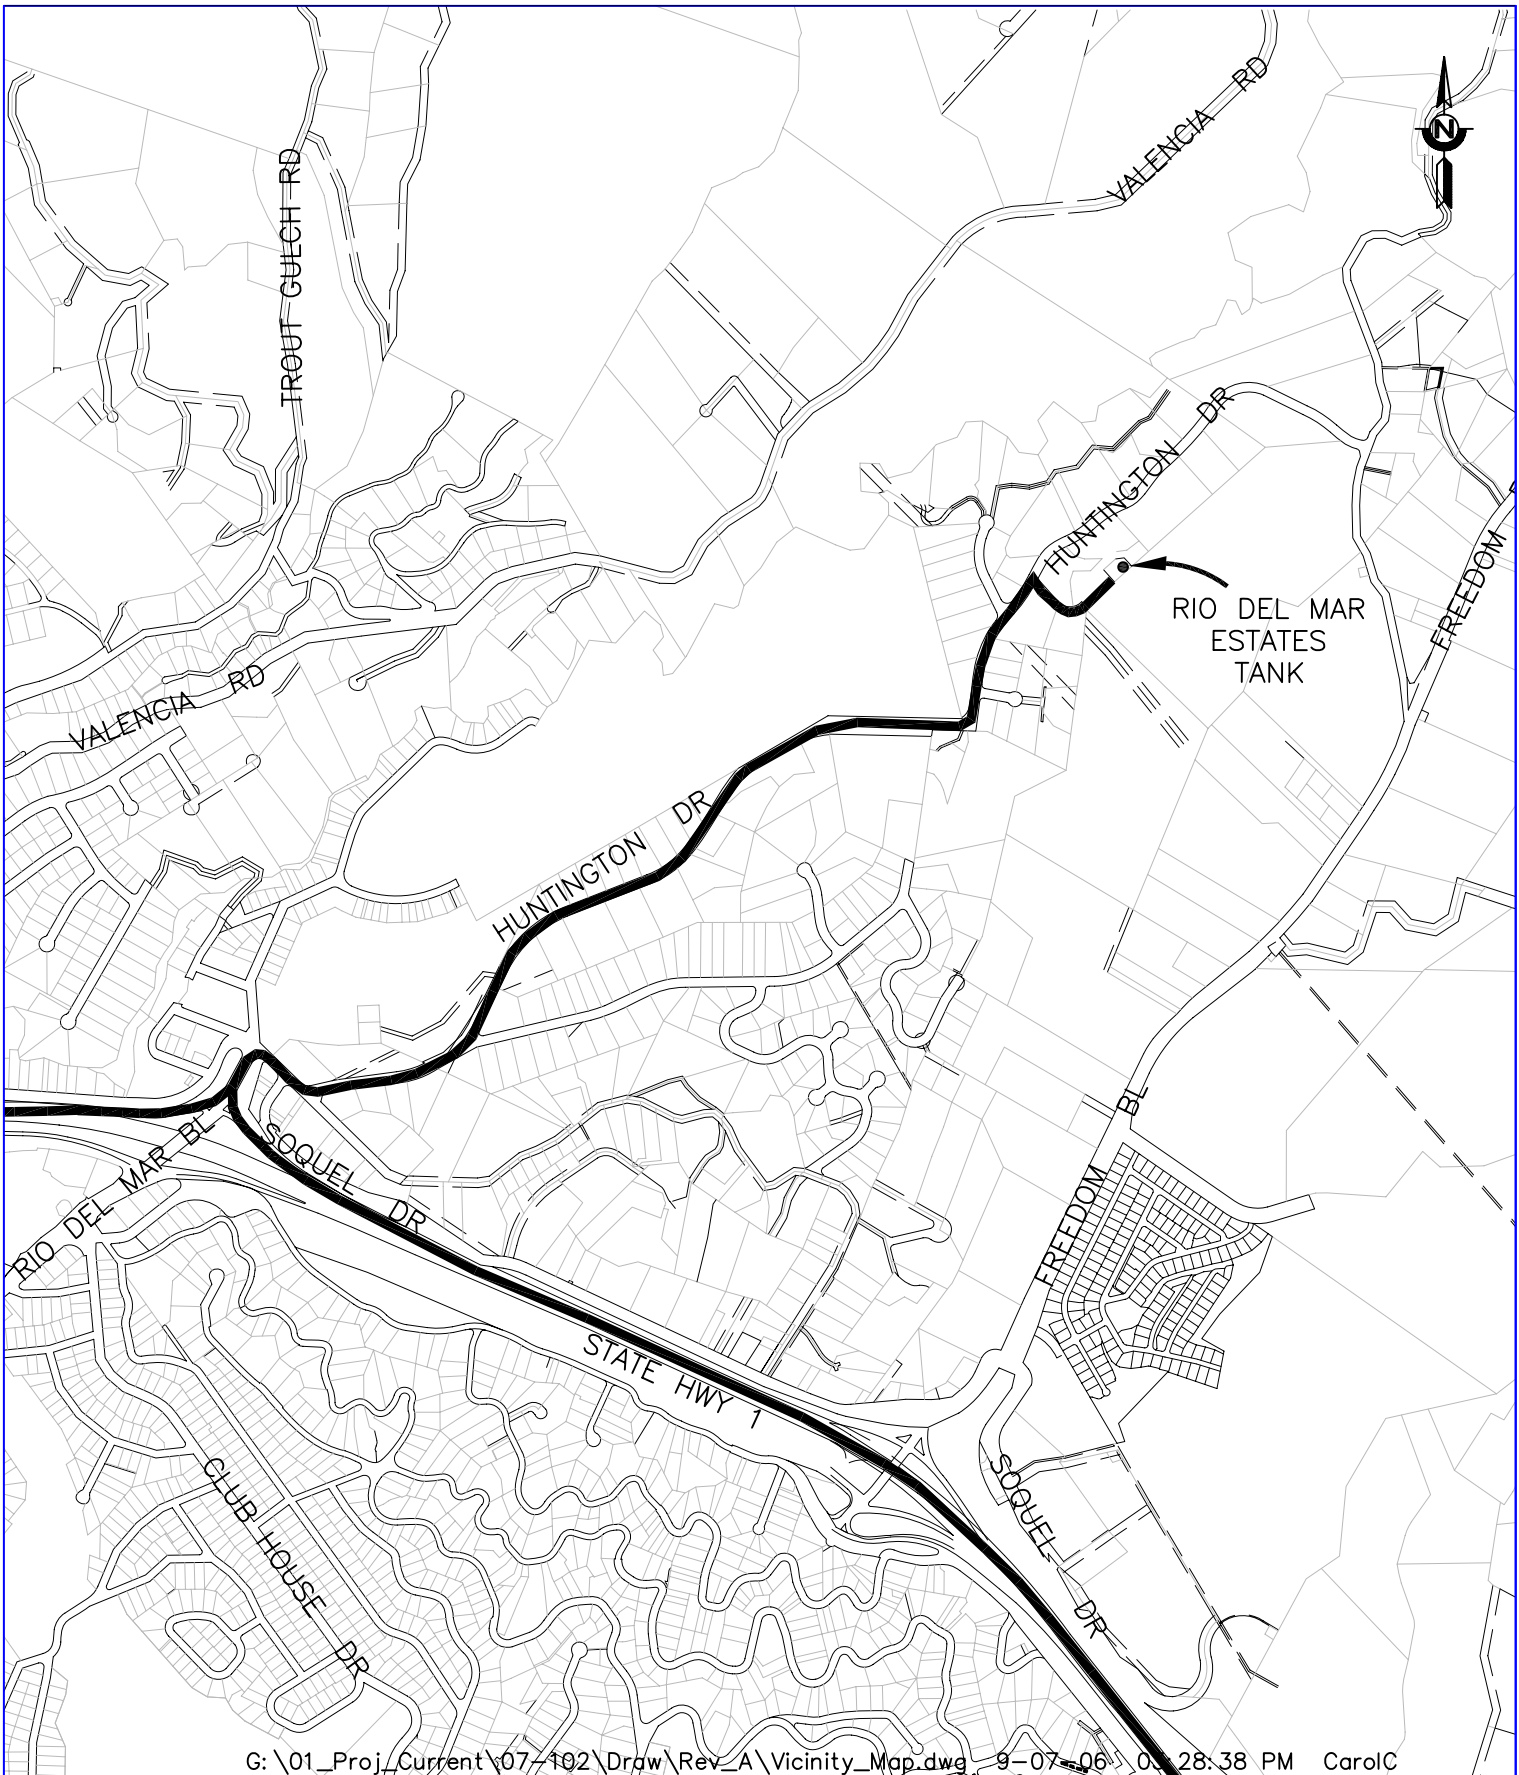 VALENCIA RD
N
TROUT GULCH RD
HUNTINGTON DR
FREEDOM
RIO DEL MAR
ESTATES
TANK
VALENCIA RD
HUNTINGTON DR
BL
SOQUEL DR
RIO DEL MAR BL
FREEDOM
STATE HWY 1
CLUB HOUSE DR
SOQUEL DR
G:\01_Proj_Current\07-102\Draw\Rev_A\Vicinity_Map.dwg 9-07-06 28:38 PM CarolC